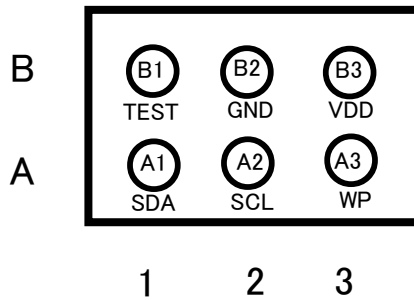 B B1 B2 B3
TEST GND VDD
A A1 A2 A3
SDA SCL WP
1 2 3